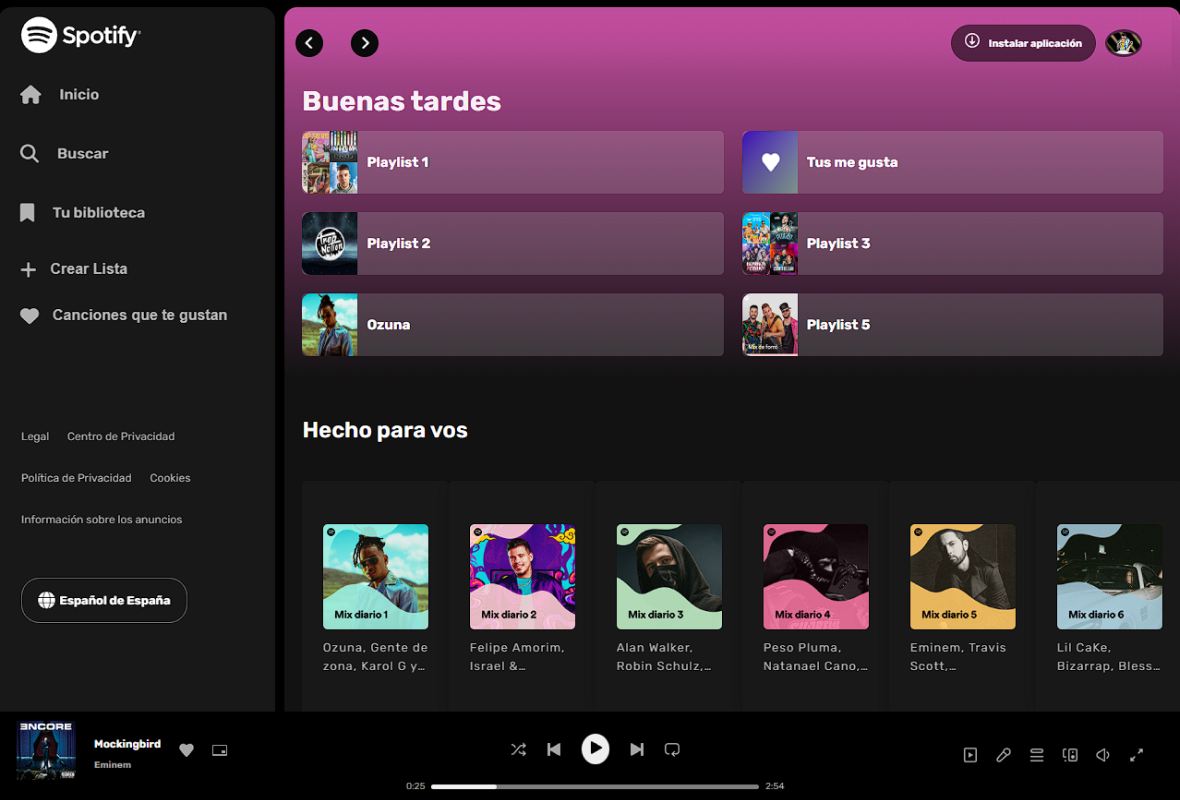 Spotify
Inicio
Buscar
Tu biblioteca
Crear Lista
Canciones que te gustan
Legal Centro de Privacidad
Política de Privacidad Cookies
Información sobre los anuncios
Español de España
Instalar aplicación
Buenas tardes
Playlist 1
Tus me gusta
Playlist 2
Playlist 3
Ozuna
Mix de forró
Playlist 5
Hecho para vos
Mix diario 1
Ozuna, Gente de
zona, Karol G y...
Mix diario 2
Felipe Amorim,
Israel &...
Mix diario 3
Alan Walker,
Robin Schulz,...
Mix diario 4
Peso Pluma,
Natanael Cano,...
Mix diario 5
Eminem, Travis
Scott,...
Mix diario 6
Lil CaKe,
Bizarrap, Bless...
ENCORE
Mockingbird
Eminem
0:25
2:54